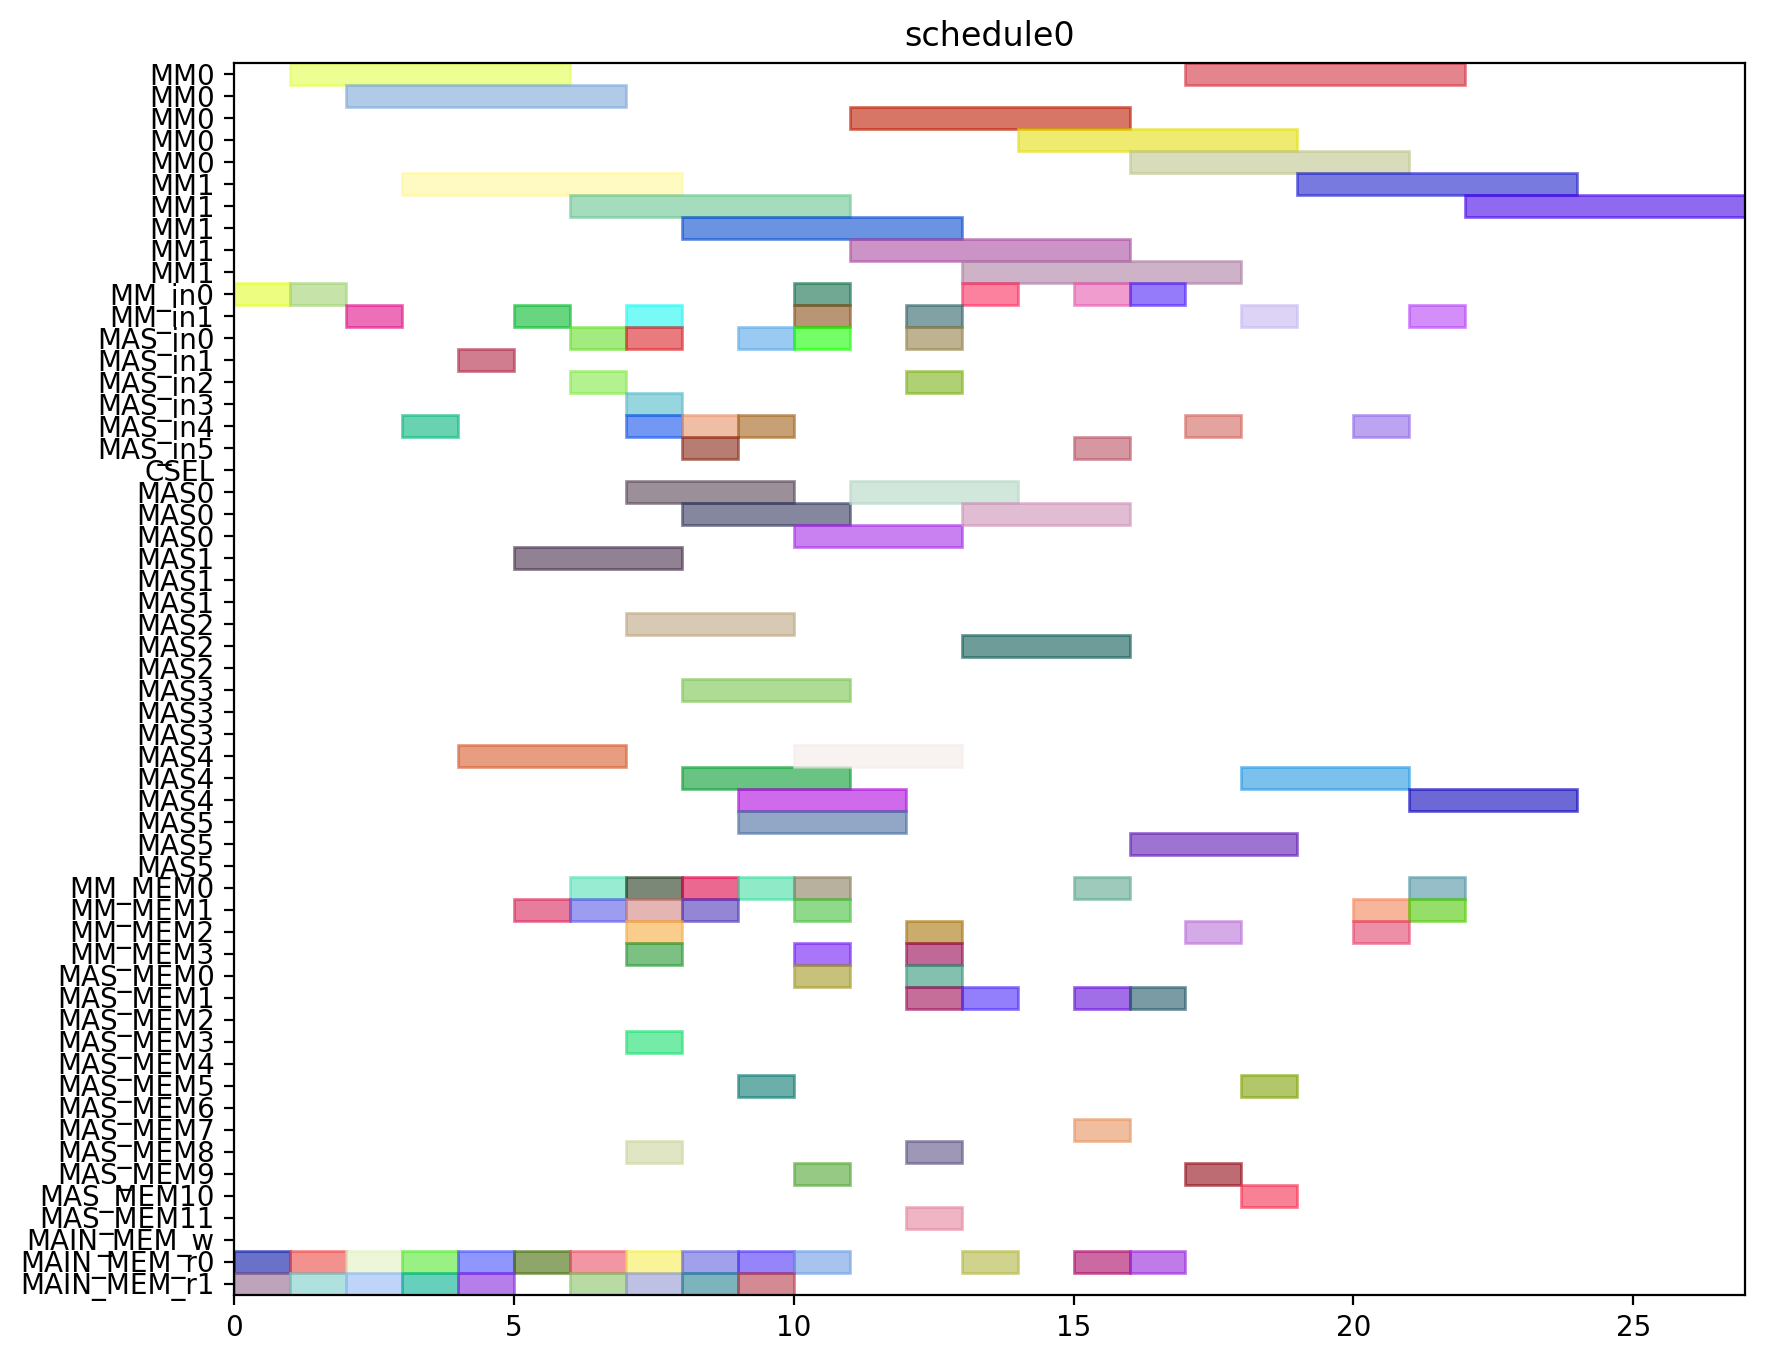 schedule0
MM0
MM0
MM0
MM0
MM0
MM1
MM1
MM1
MM1
MM1
MM_in0
MM_in1
MAS_in0
MAS_in1
MAS_in2
MAS_in3
MAS_in4
MAS_in5
CSEL
MAS0
MAS0
MAS0
MAS1
MAS1
MAS1
MAS2
MAS2
MAS2
MAS3
MAS3
MAS3
MAS4
MAS4
MAS4
MAS5
MAS5
MAS5
MM_MEM0
MM_MEM1
MM_MEM2
MM_MEM3
MAS_MEM0
MAS_MEM1
MAS_MEM2
MAS_MEM3
MAS_MEM4
MAS_MEM5
MAS_MEM6
MAS_MEM7
MAS_MEM8
MAS_MEM9
MAS_MEM10
MAS_MEM11
MAIN_MEM_w
MAIN_MEM_r0
MAIN_MEM_r1
0 5 10 15 20 25